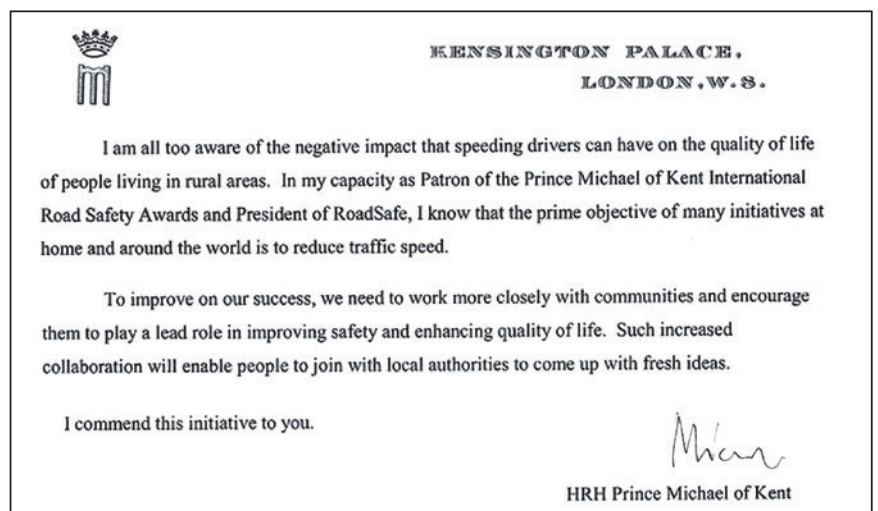 M
KENSINGTON PALACE,
LONDON, W. 8.
I am all too aware of the negative impact that speeding drivers can have on the quality of life
of people living in rural areas. In my capacity as Patron of the Prince Michael of Kent International
Road Safety Awards and President of RoadSafe, I know that the prime objective of many initiatives at
home and around the world is to reduce traffic speed.
To improve on our success, we need to work more closely with communities and encourage
them to play a lead role in improving safety and enhancing quality of life. Such increased
collaboration will enable people to join with local authorities to come up with fresh ideas.
I commend this initiative to you.
HRH Prince Michael of Kent